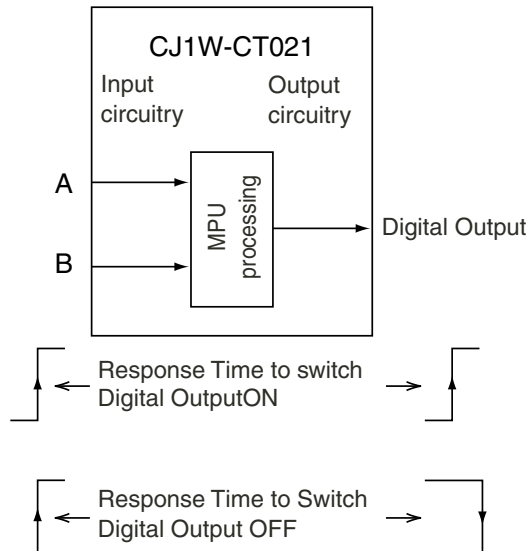 CJ1W-CT021
Input
circuitry
Output
circuitry
A
B
MPU
processing
Digital Output
Response Time to switch
Digital OutputON
Response Time to Switch
Digital Output OFF